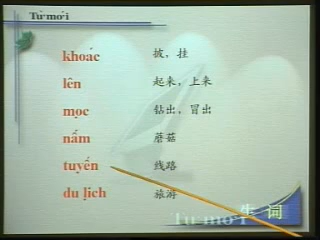 Từ mới
khoác 披，挂
lên 起来，上来
mọc 钻出，冒出
nấm 蘑菇
tuyến 线路
du lịch 旅游
Từ mới 生词